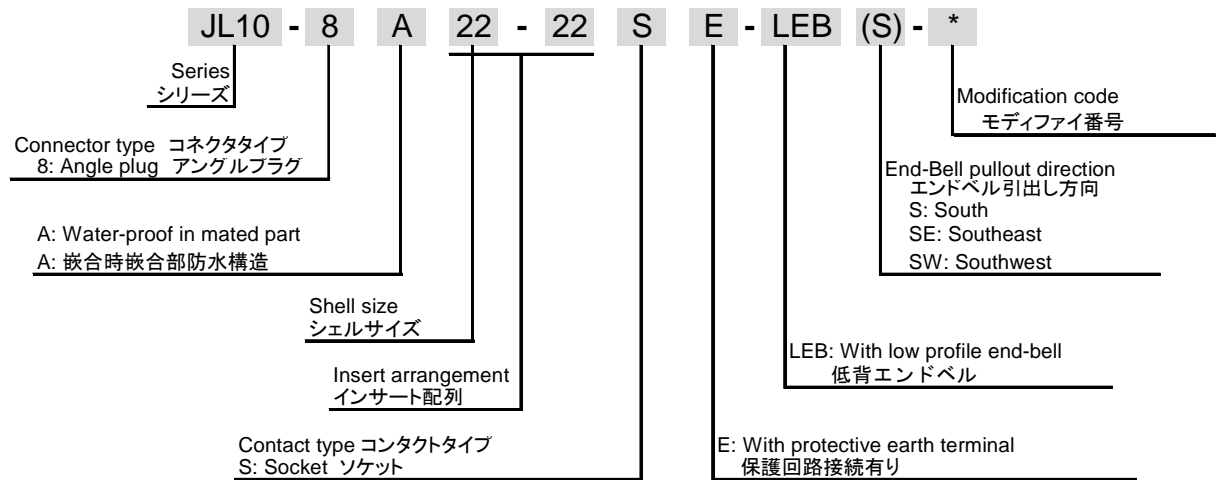 JL10 - 8 A 22 - 22 S E - LEB (S) - *
Series
シリーズ
Connector type コネクタタイプ
8: Angle plug アングルプラグ
A: Water-proof in mated part
A: 嵌合時嵌合部防水構造
Shell size
シェルサイズ
Insert arrangement
インサート配列
Contact type コンタクトタイプ
S: Socket ソケット
Modification code
モディファイ番号
End-Bell pullout direction
エンドベル引出し方向
S: South
SE: Southeast
SW: Southwest
LEB: With low profile end-bell
低背エンドベル
E: With protective earth terminal
保護回路接続有り